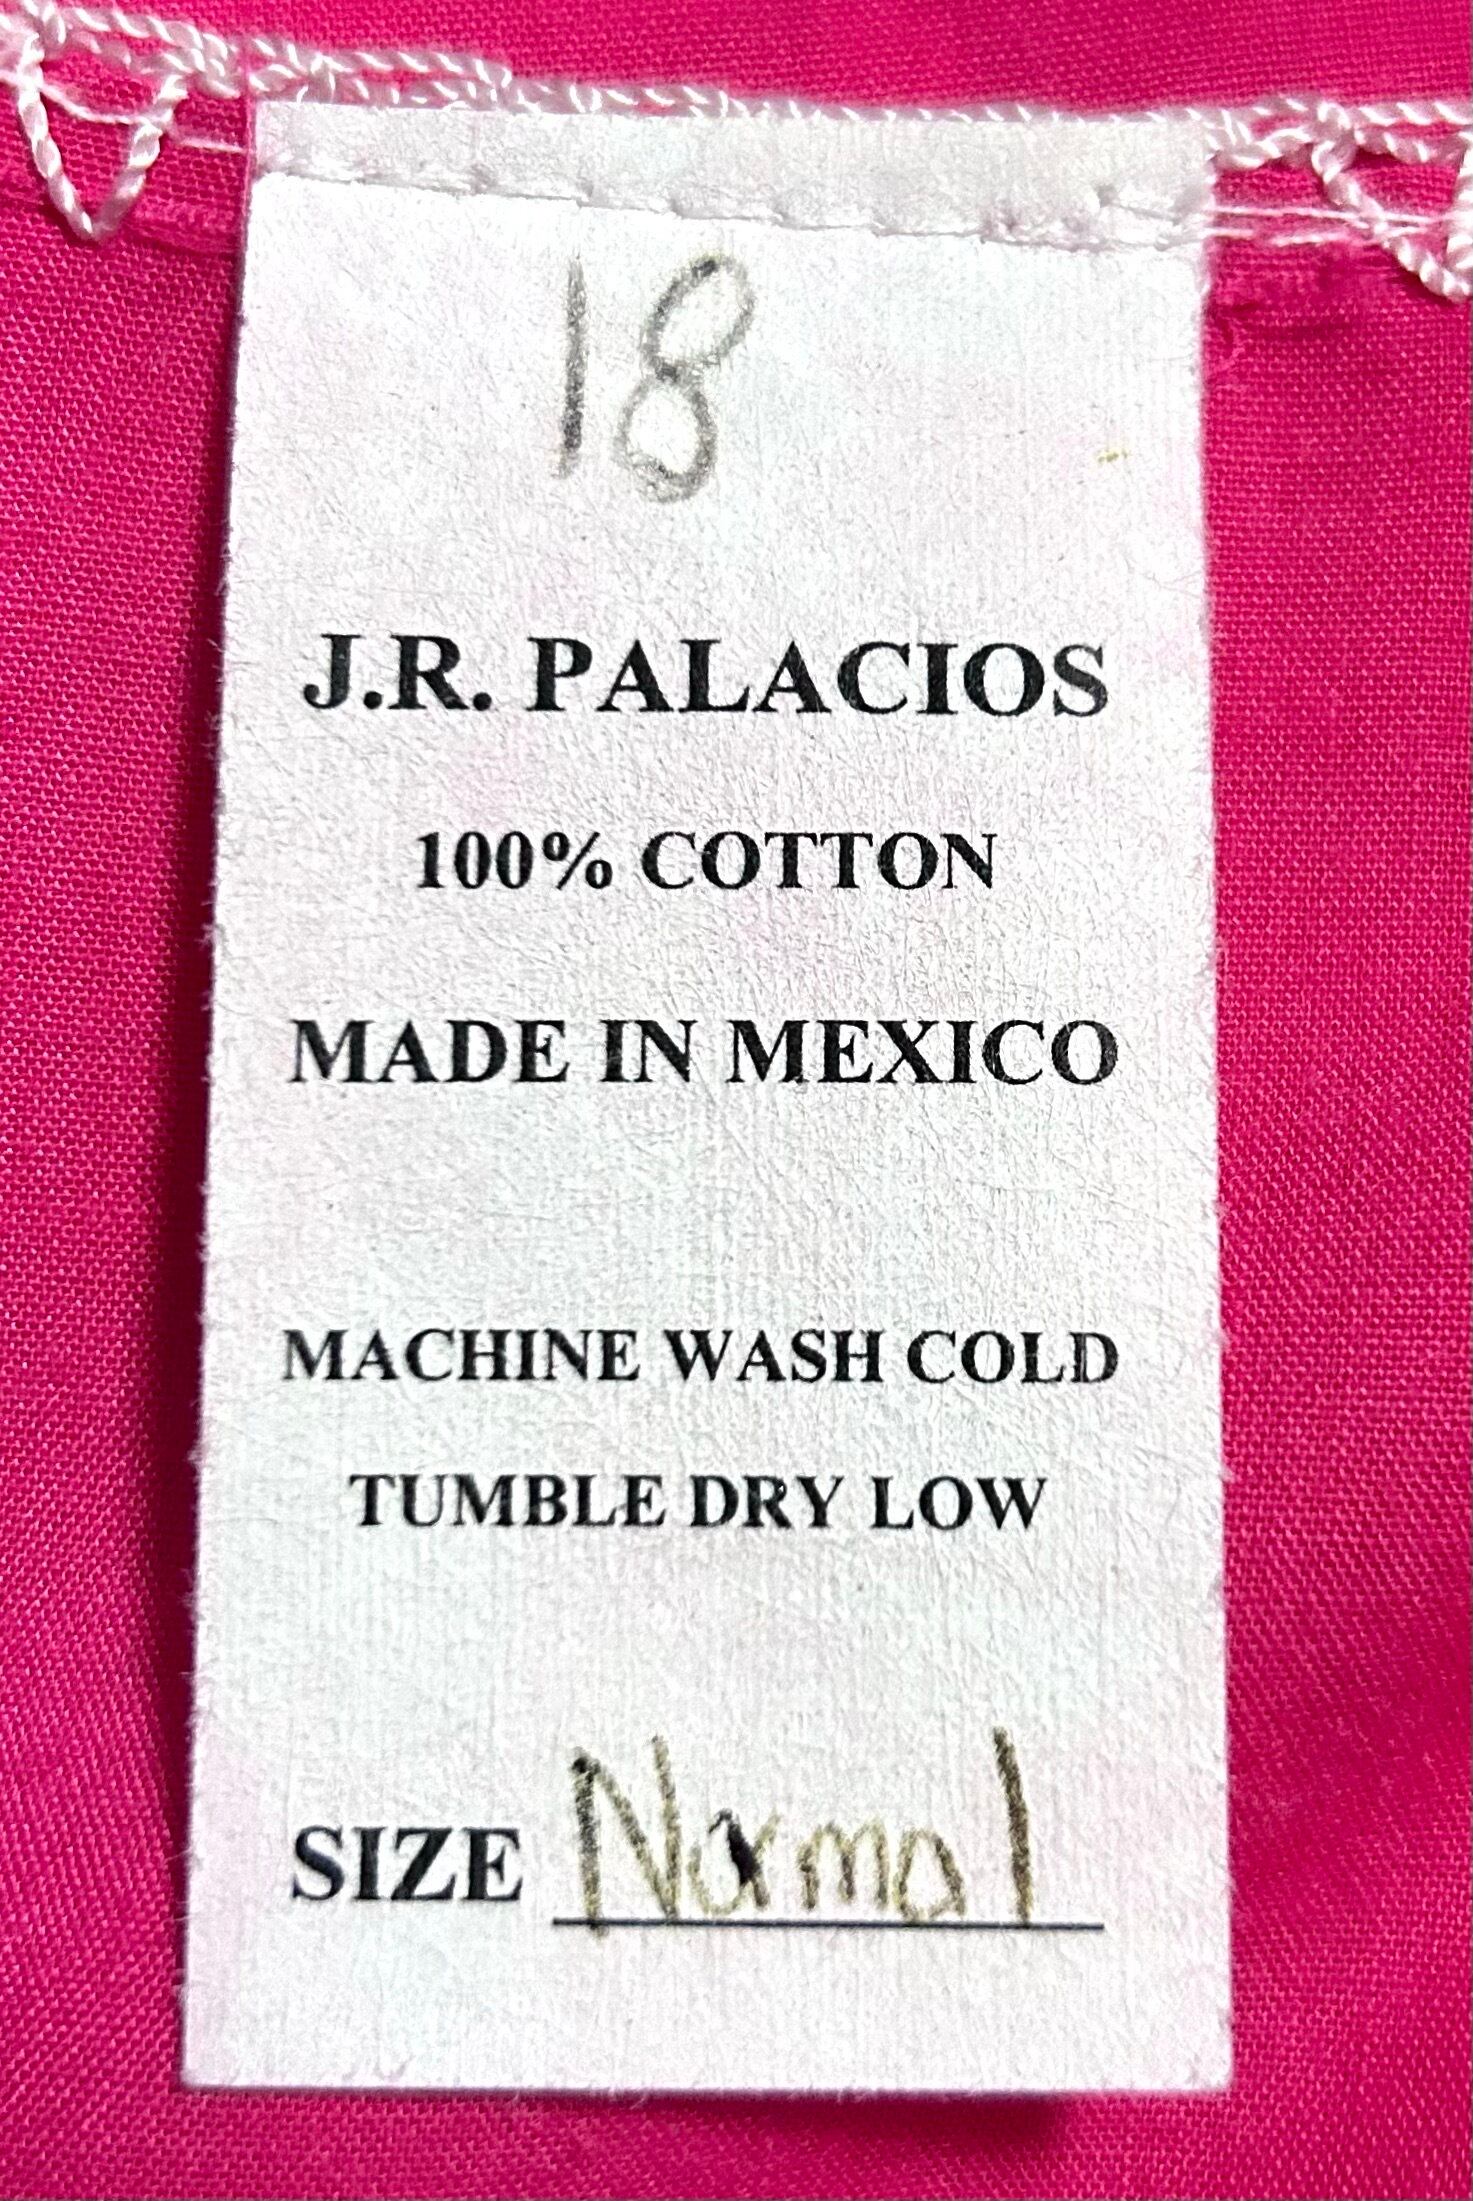 18
J.R. PALACIOS
100% COTTON
MADE IN MEXICO
MACHINE WASH COLD
TUMBLE DRY LOW
SIZE Normal